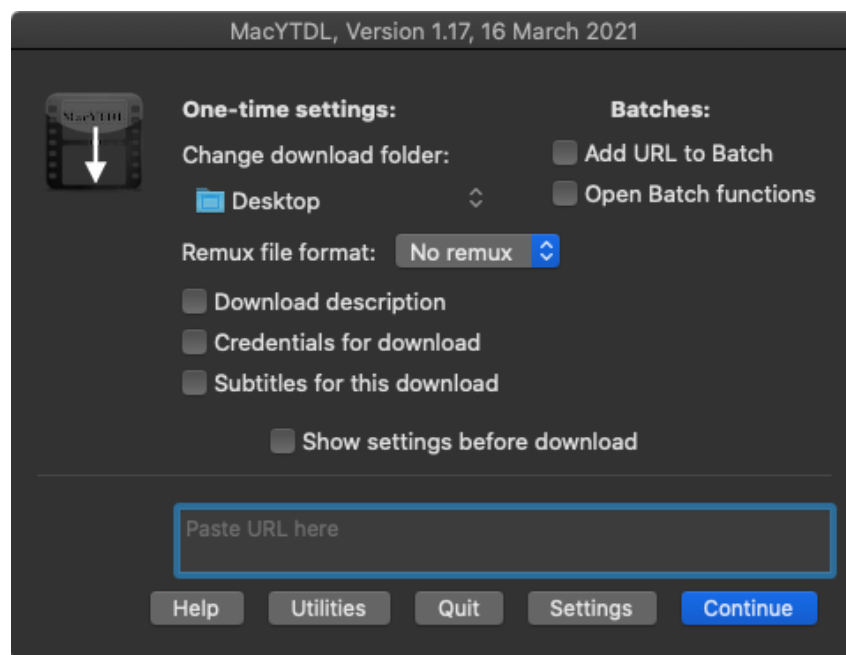 MacYTDL, Version 1.17, 16 March 2021
MacYTDL
One-time settings:
Change download folder:
Desktop
Remux file format: No remux
Download description
Credentials for download
Subtitles for this download
Batches:
Add URL to Batch
Open Batch functions
Show settings before download
Paste URL here
Help Utilities Quit Settings Continue